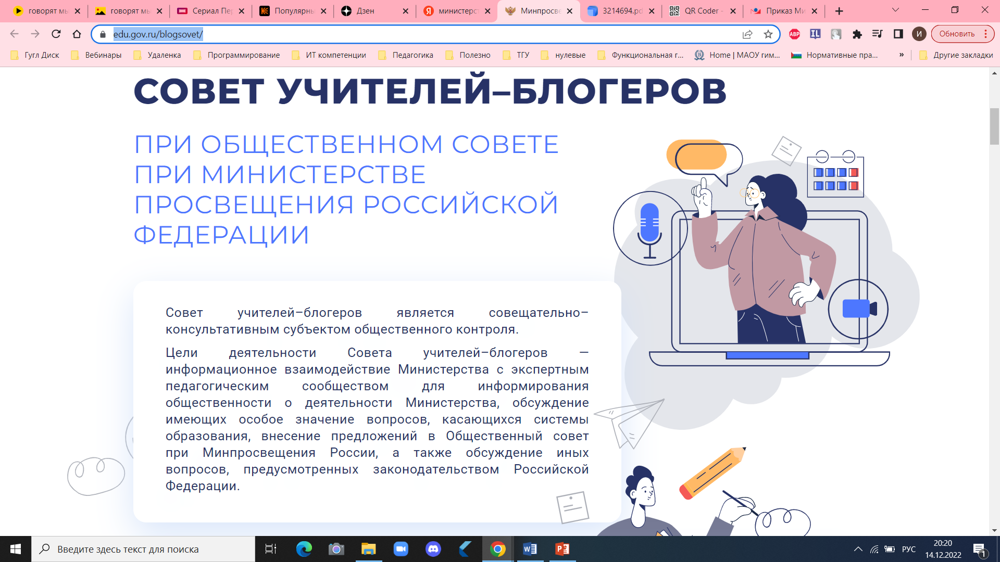 говорят мы
говорят мы
Сериал Пер
Популярны
Дзен
министерст
Минпросве
3214694.pd
QR Coder -
Приказ Ми
edu.gov.ru/blogsovet/
ABP
IL
И
Обновить
Гугл Диск
Вебинары
Удаленка
Программирование
ИТ компетенции
Педагогика
Полезно
ТГУ
нулевые
Функциональная г...
Home | МАОУ гим...
Нормативные пра...
»
Другие закладки
СОВЕТ УЧИТЕЛЕЙ–БЛОГЕРОВ
ПРИ ОБЩЕСТВЕННОМ СОВЕТЕ
ПРИ МИНИСТЕРСТВЕ
ПРОСВЕЩЕНИЯ РОССИЙСКОЙ
ФЕДЕРАЦИИ
Совет учителей–блогеров является совещательно–
консультативным субъектом общественного контроля.
Цели деятельности Совета учителей–блогеров —
информационное взаимодействие Министерства с экспертным
педагогическим сообществом для информирования
общественности о деятельности Министерства, обсуждение
имеющих особое значение вопросов, касающихся системы
образования, внесение предложений в Общественный совет
при Минпросвещения России, а также обсуждение иных
вопросов, предусмотренных законодательством Российской
Федерации.
Введите здесь текст для поиска
РУС
20:20
14.12.2022
1